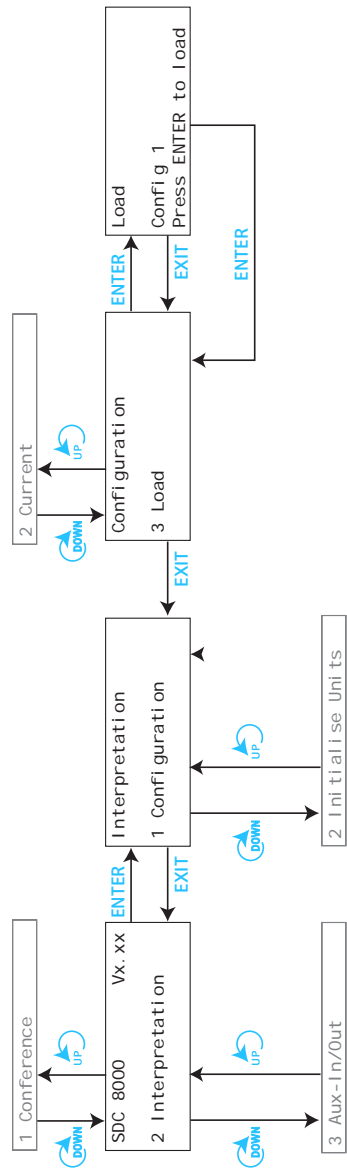 1 Conference
DOWN
UP
SDC 8000 Vx.xx
2 Interpretation
DOWN
UP
3 Aux-In/Out
ENTER
EXIT
Interpretation
1 Configuration
DOWN
UP
2 Initialise Units
EXIT
2 Current
DOWN
UP
Configuration
3 Load
ENTER
EXIT
Load
Config 1
Press ENTER to load
ENTER